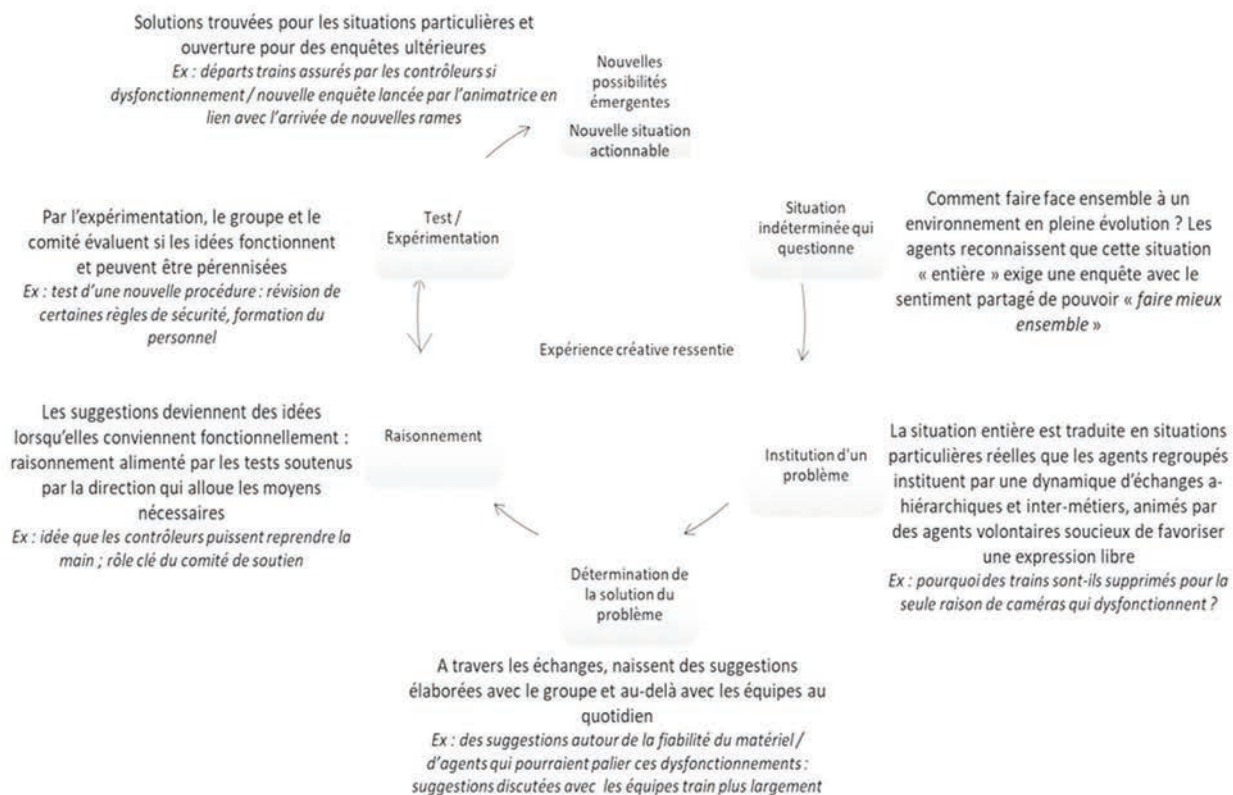 Solutions trouvées pour les situations particulières et
ouverture pour des enquêtes ultérieures
Ex : départs trains assurés par les contrôleurs si
dysfonctionnement / nouvelle enquête lancée par l'animatrice en
lien avec l'arrivée de nouvelles rames
Nouvelles
possibilités
émergentes
Nouvelle situation
actionnable
Par l'expérimentation, le groupe et le
comité évaluent si les idées fonctionnent
et peuvent être pérennisées
Ex : test d'une nouvelle procédure : révision de
certaines règles de sécurité, formation du
personnel
Test /
Expérimentation
Situation
indéterminée qui
questionne
Comment faire face ensemble à un
environnement en pleine évolution ? Les
agents reconnaissent que cette situation
« entière » exige une enquête avec le
sentiment partagé de pouvoir « faire mieux
ensemble »
Expérience créative ressentie
Les suggestions deviennent des idées
lorsqu'elles conviennent fonctionnellement :
raisonnement alimenté par les tests soutenus
par la direction qui alloue les moyens
nécessaires
Ex : idée que les contrôleurs puissent reprendre la
main ; rôle clé du comité de soutien
Raisonnement
Institution d'un
problème
La situation entière est traduite en situations
particulières réelles que les agents regroupés
instituent par une dynamique d'échanges a-
hiérarchiques et inter-métiers, animés par
des agents volontaires soucieux de favoriser
une expression libre
Ex : pourquoi des trains sont-ils supprimés pour la
seule raison de caméras qui dysfonctionnent ?
Détermination de
la solution du
problème
A travers les échanges, naissent des suggestions
élaborées avec le groupe et au-delà avec les équipes au
quotidien
Ex : des suggestions autour de la fiabilité du matériel /
d'agents qui pourraient palier ces dysfonctionnements :
suggestions discutées avec les équipes train plus largement